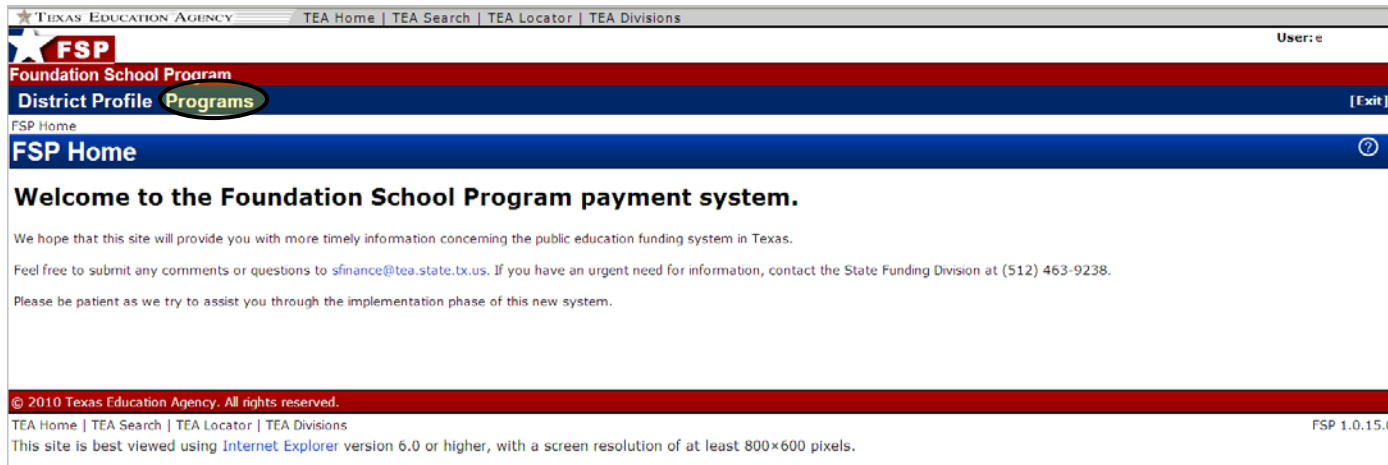 TEXAS EDUCATION AGENCY TEA Home | TEA Search | TEA Locator | TEA Divisions
FSP User: e
Foundation School Program
District Profile Programs [Exit]
FSP Home
FSP Home ?
Welcome to the Foundation School Program payment system.
We hope that this site will provide you with more timely information concerning the public education funding system in Texas.
Feel free to submit any comments or questions to sfinance@tea.state.tx.us. If you have an urgent need for information, contact the State Funding Division at (512) 463-9238.
Please be patient as we try to assist you through the implementation phase of this new system.
© 2010 Texas Education Agency. All rights reserved.
TEA Home | TEA Search | TEA Locator | TEA Divisions FSP 1.0.15.
This site is best viewed using Internet Explorer version 6.0 or higher, with a screen resolution of at least 800×600 pixels.